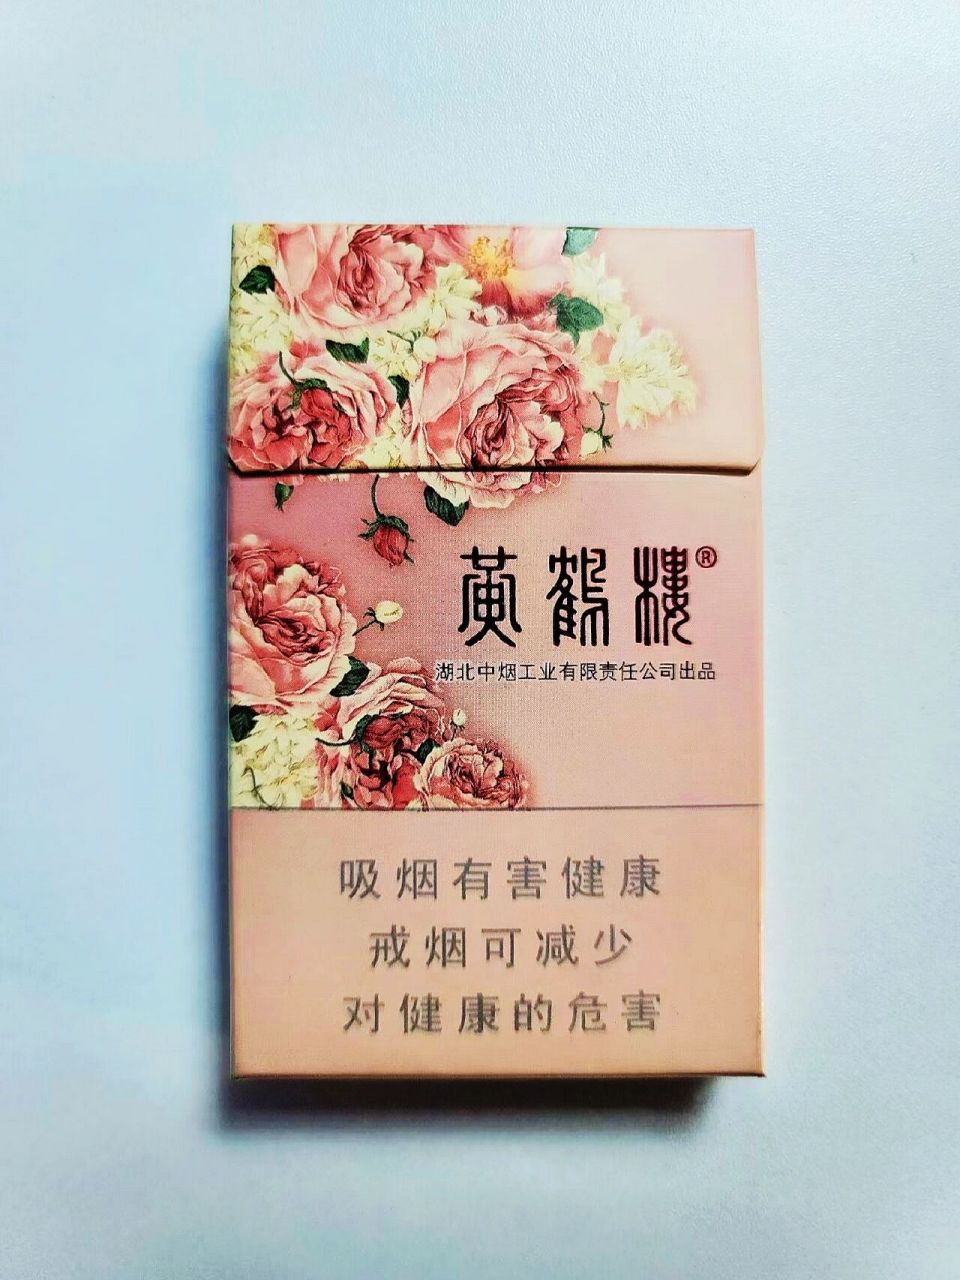 黄鹤楼®
湖北中烟工业有限责任公司出品
吸烟有害健康
戒烟可减少
对健康的危害